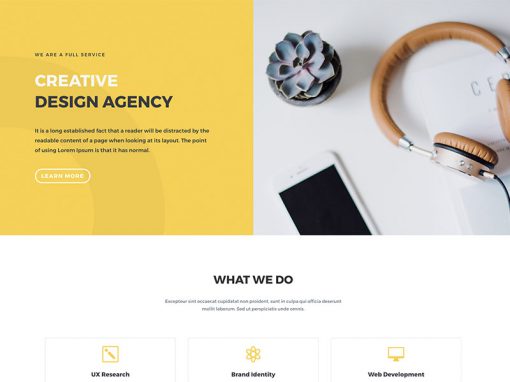 WE ARE A FULL SERVICE
CREATIVE
DESIGN AGENCY
It is a long established fact that a reader will be distracted by the
readable content of a page when looking at its layout. The point
of using Lorem Ipsum is that it has normal.
LEARN MORE
WHAT WE DO
Excepteur sint occaecat cupidatat non proident, sunt in culpa qui officia deserunt
mollit laborum. Sed ut perspiciatis unde omnis.
UX Research
Brand Identity
Web Development